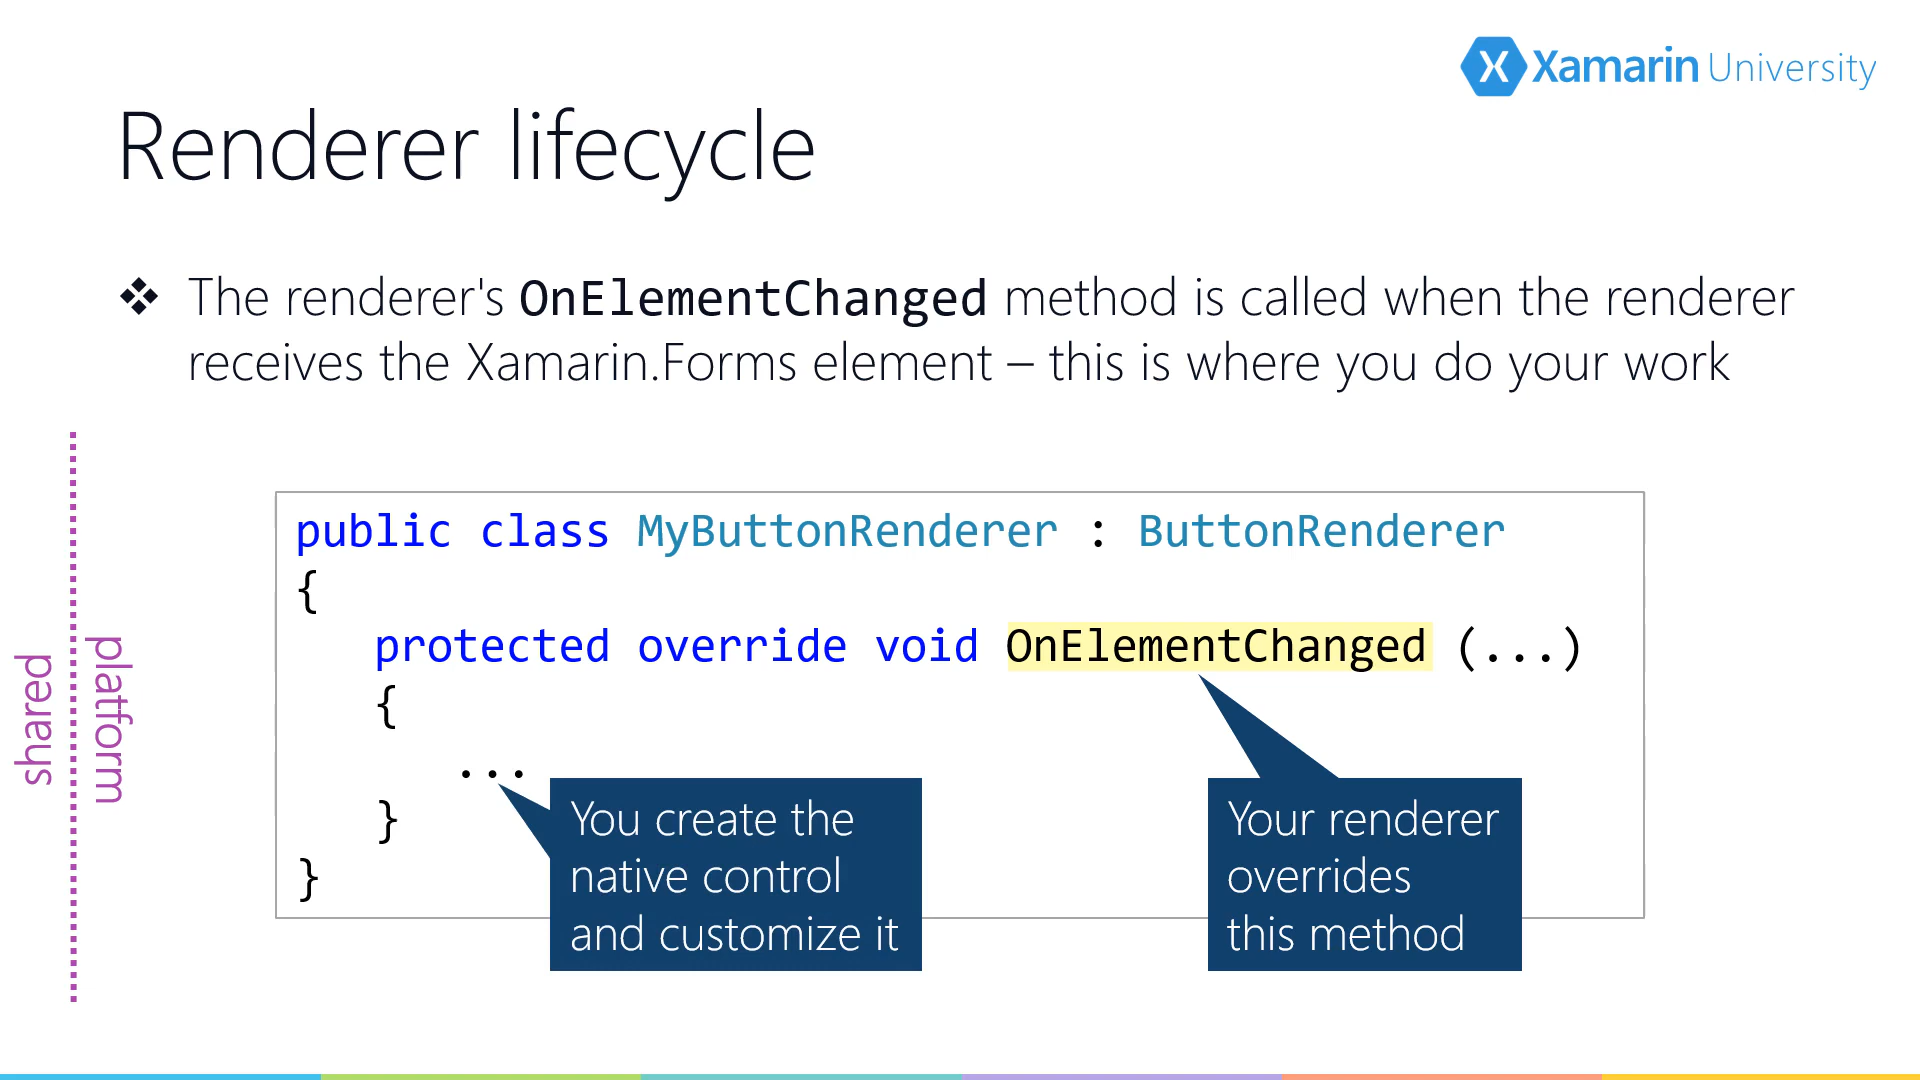 Xamarin University
Renderer lifecycle
❖ The renderer's OnElementChanged method is called when the renderer
receives the Xamarin.Forms element – this is where you do your work
shared
platform
public class MyButtonRenderer : ButtonRenderer
{
protected override void OnElementChanged (...)
{
...
}
}
You create the
native control
and customize it
Your renderer
overrides
this method